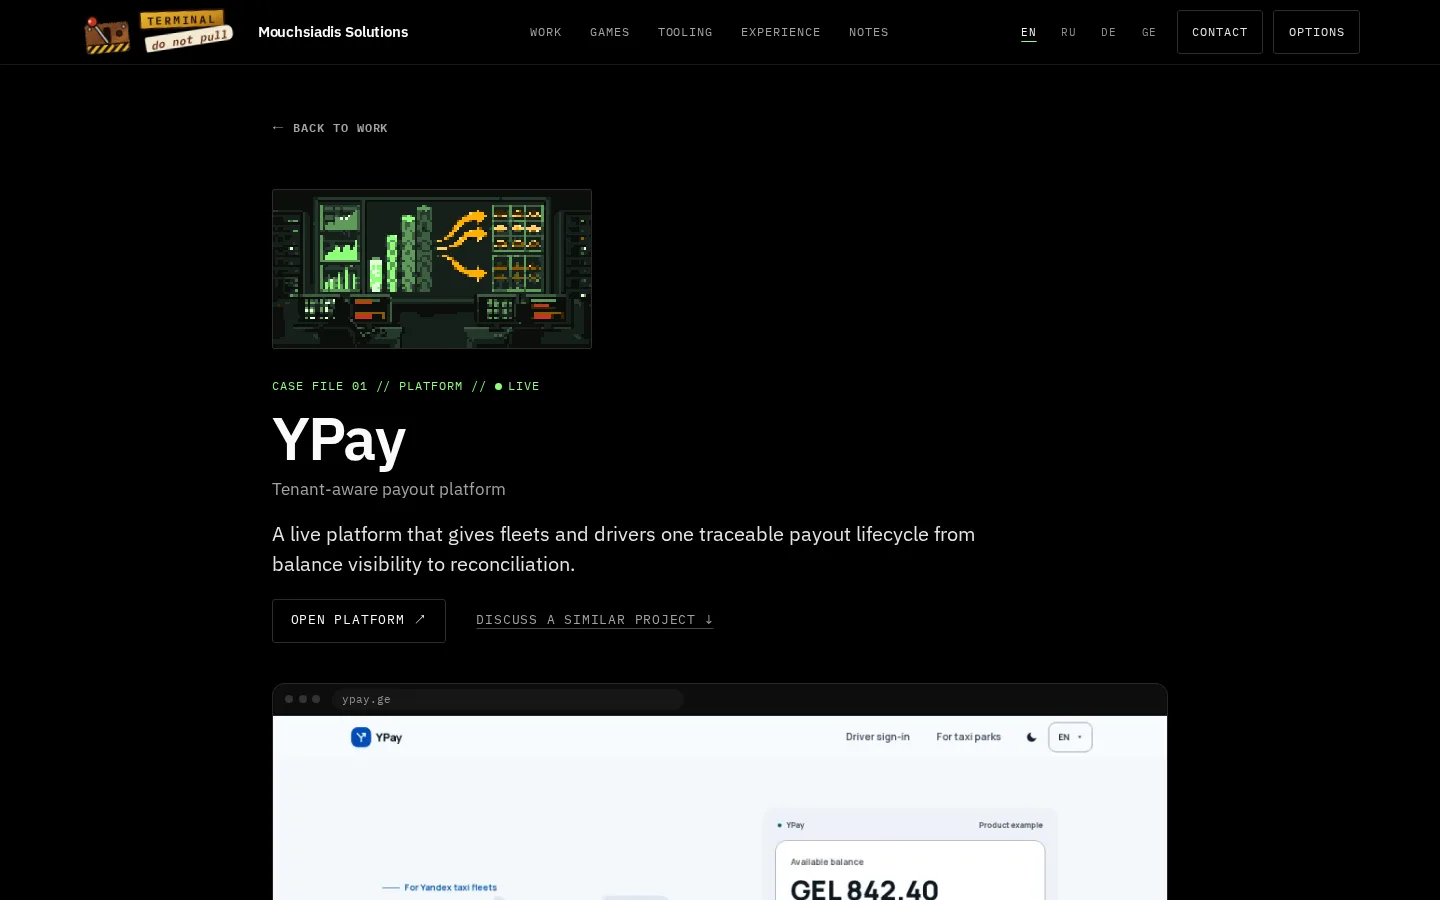 TERMINAL
do not pull
Mouchsiadis Solutions
WORK GAMES TOOLING EXPERIENCE NOTES
EN RU DE GE CONTACT OPTIONS
← BACK TO WORK
CASE FILE 01 // PLATFORM // ● LIVE
YPay
Tenant-aware payout platform
A live platform that gives fleets and drivers one traceable payout lifecycle from
balance visibility to reconciliation.
OPEN PLATFORM ↗ DISCUSS A SIMILAR PROJECT ↓
ypay.ge
YPay Driver sign-in For taxi parks EN
YPay Product example
Available balance
For Yandex taxi fleets
GEL 842.40